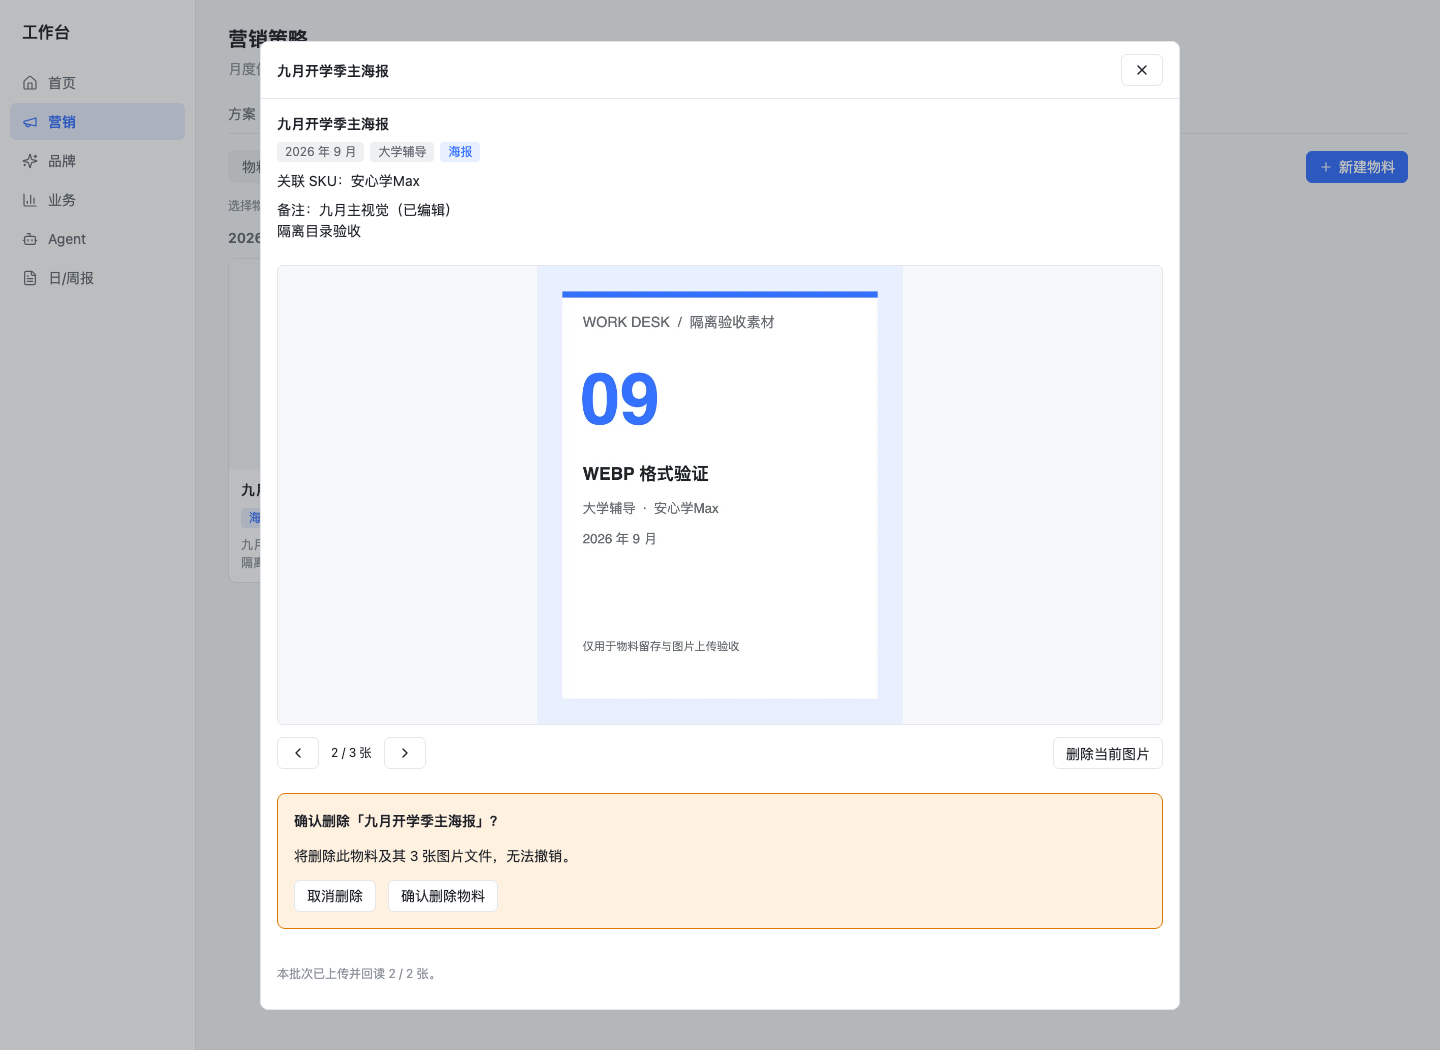 工作台
首页
营销
品牌
业务
Agent
日/周报
营销策略
月度
方案
物
新建物料
选择物
2026
九月
海
九月
隔离
九月开学季主海报
九月开学季主海报
2026 年 9 月
大学辅导
海报
关联 SKU：安心学Max
备注：九月主视觉（已编辑）
隔离目录验收
WORK DESK / 隔离验收素材
09
WEBP 格式验证
大学辅导 · 安心学Max
2026 年 9 月
仅用于物料留存与图片上传验收
2 / 3 张
删除当前图片
确认删除「九月开学季主海报」？
将删除此物料及其 3 张图片文件，无法撤销。
取消删除
确认删除物料
本批次已上传并回读 2 / 2 张。